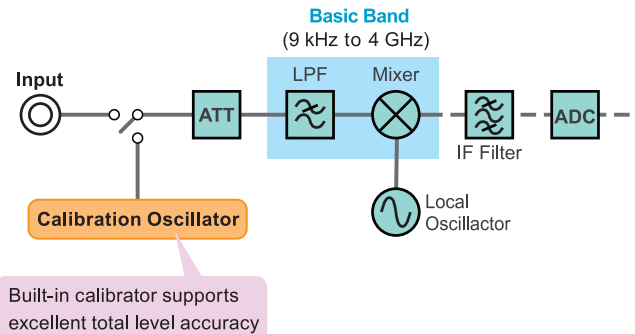 Basic Band
(9 kHz to 4 GHz)
Input
LPF
Mixer
ATT
ADC
IF Filter
Calibration Oscillator
Local
Oscillactor
Built-in calibrator supports
excellent total level accuracy